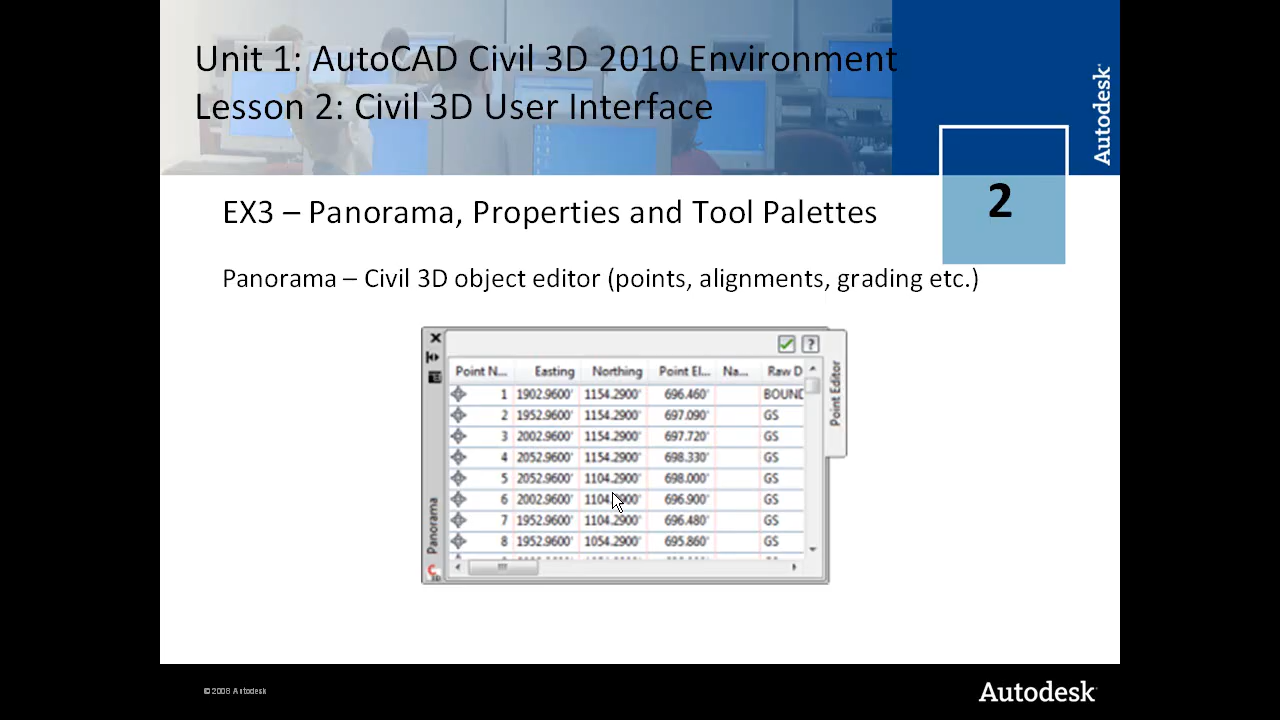 Unit 1: AutoCAD Civil 3D 2010 Environment
Lesson 2: Civil 3D User Interface
Autodesk
2
EX3 – Panorama, Properties and Tool Palettes
Panorama – Civil 3D object editor (points, alignments, grading etc.)
Point N... Easting Northing Point El... Na... Raw D
1 1902.9600' 1154.2900' 696.460' BOUND
2 1952.9600' 1154.2900' 697.090' GS
3 2002.9600' 1154.2900' 697.720' GS
4 2052.9600' 1154.2900' 698.330' GS
5 2052.9600' 1104.2900' 698.000' GS
6 2002.9600' 696.900' GS
7 1952.9600' 1104.2900' 696.480' GS
8 1952.9600' 1054.2900' 695.860' GS
Point Editor
Panorama
© 2008 Autodesk
Autodesk